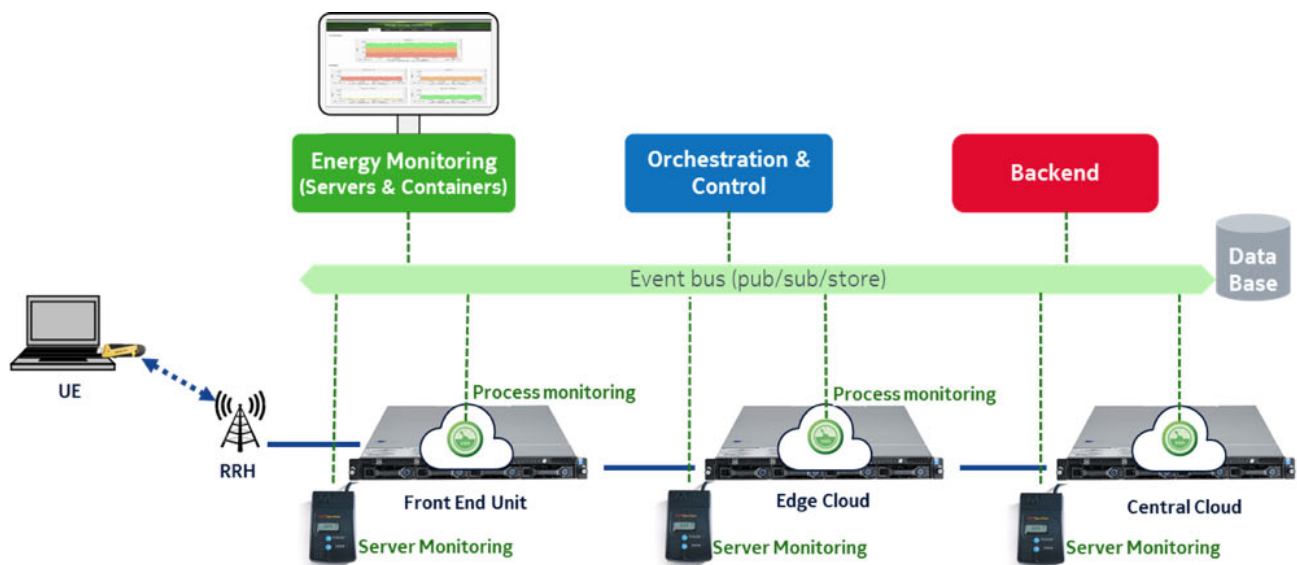 Energy Monitoring
(Servers & Containers)
Orchestration &
Control
Backend
Data
Base
Event bus (pub/sub/store)
UE
Process monitoring
Process monitoring
RRH
Front End Unit
Edge Cloud
Central Cloud
Server Monitoring
Server Monitoring
Server Monitoring